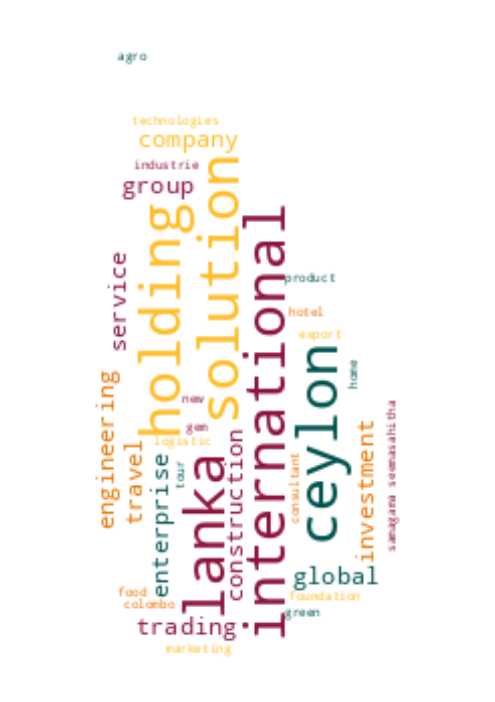 agro
technologies
company
industrie
group
holding
solution
international
service
product
hotel
export
ceylon
home
engineering
travel
new
gem
logistic
tour
enterprise
lanka
construction
consultant
investment
samagama seemasahitha
global
food
colombo
foundation
green
trading
marketing